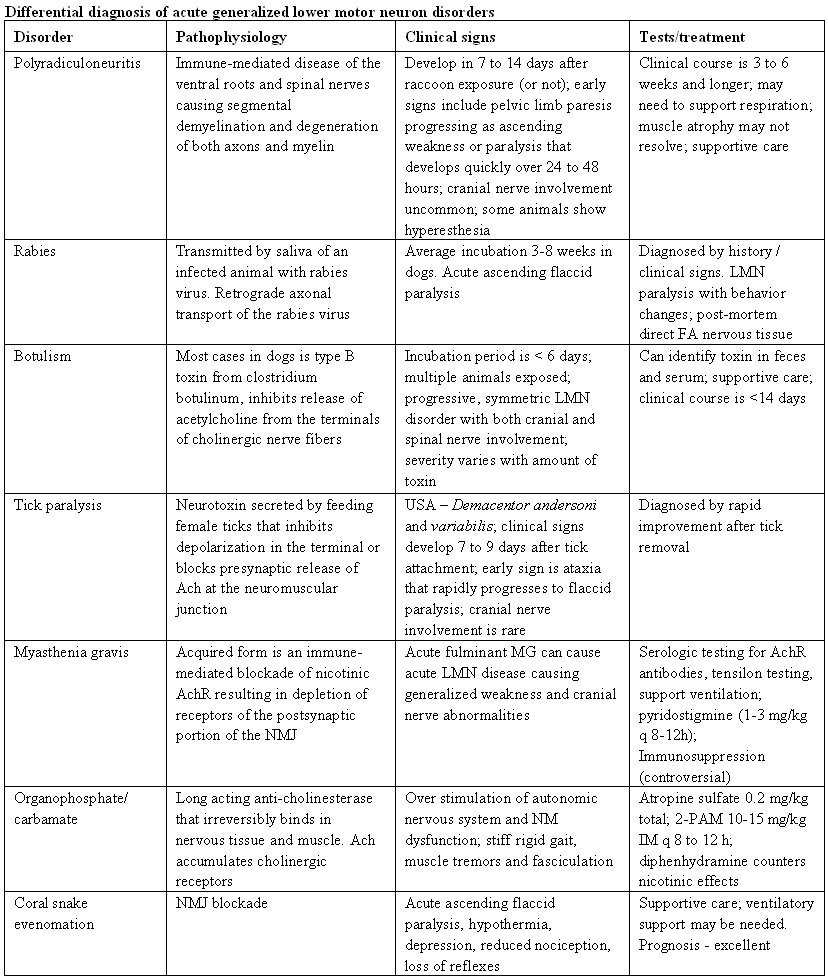 Differential diagnosis of acute generalized lower motor neuron disorders
Disorder Pathophysiology Clinical signs Tests/treatment
Polyradiculoneuritis
Immune-mediated disease of the
ventral roots and spinal nerves
causing segmental
demyelination and degeneration
of both axons and myelin
Develop in 7 to 14 days after
raccoon exposure (or not); early
signs include pelvic limb paresis
progressing as ascending
weakness or paralysis that
develops quickly over 24 to 48
hours; cranial nerve involvement
uncommon; some animals show
hyperesthesia
Clinical course is 3 to 6
weeks and longer; may
need to support respiration;
muscle atrophy may not
resolve; supportive care
Rabies
Transmitted by saliva of an
infected animal with rabies
virus. Retrograde axonal
transport of the rabies virus
Average incubation 3-8 weeks in
dogs. Acute ascending flaccid
paralysis
Diagnosed by history /
clinical signs. LMN
paralysis with behavior
changes; post-mortem
direct FA nervous tissue
Botulism
Most cases in dogs is type B
toxin from clostridium
botulinum, inhibits release of
acetylcholine from the terminals
of cholinergic nerve fibers
Incubation period is < 6 days;
multiple animals exposed;
progressive, symmetric LMN
disorder with both cranial and
spinal nerve involvement;
severity varies with amount of
toxin
Can identify toxin in feces
and serum; supportive care;
clinical course is <14 days
Tick paralysis
Neurotoxin secreted by feeding
female ticks that inhibits
depolarization in the terminal or
blocks presynaptic release of
Ach at the neuromuscular
junction
USA – Demacentor andersoni
and variabilis; clinical signs
develop 7 to 9 days after tick
attachment; early sign is ataxia
that rapidly progresses to flaccid
paralysis; cranial nerve
involvement is rare
Diagnosed by rapid
improvement after tick
removal
Myasthenia gravis
Acquired form is an immune-
mediated blockade of nicotinic
AchR resulting in depletion of
receptors of the postsynaptic
portion of the NMJ
Acute fulminant MG can cause
acute LMN disease causing
generalized weakness and cranial
nerve abnormalities
Serologic testing for AchR
antibodies, tensilon testing,
support ventilation;
pyridostigmine (1-3 mg/kg
q 8-12h);
Immunosuppression
(controversial)
Organophosphate/
carbamate
Long acting anti-cholinesterase
that irreversibly binds in
nervous tissue and muscle. Ach
accumulates cholinergic
receptors
Over stimulation of autonomic
nervous system and NM
dysfunction; stiff rigid gait,
muscle tremors and fasciculation
Atropine sulfate 0.2 mg/kg
total; 2-PAM 10-15 mg/kg
IM q 8 to 12 h;
diphenhydramine counters
nicotinic effects
Coral snake
evenomation
NMJ blockade
Acute ascending flaccid
paralysis, hypothermia,
depression, reduced nociception,
loss of reflexes
Supportive care; ventilatory
support may be needed.
Prognosis - excellent